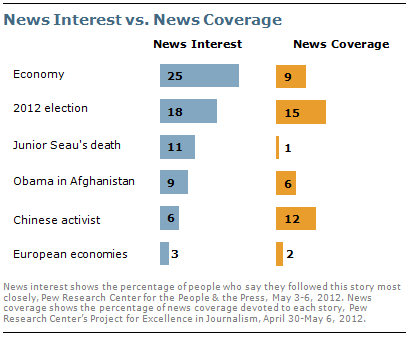 News Interest vs. News Coverage
News Interest News Coverage
Economy 25 9
2012 election 18 15
Junior Seau's death 11 1
Obama in Afghanistan 9 6
Chinese activist 6 12
European economies 3 2
News interest shows the percentage of people who say they followed this story most
closely, Pew Research Center for the People & the Press, May 3-6, 2012. News
coverage shows the percentage of news coverage devoted to each story, Pew
Research Center's Project for Excellence in Journalism, April 30-May 6, 2012.